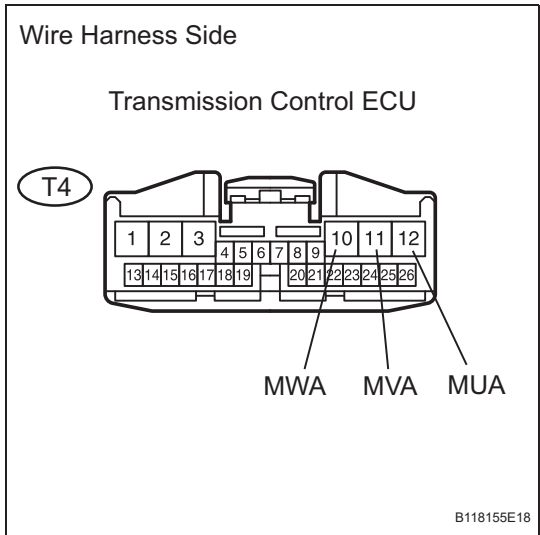 Wire Harness Side
Transmission Control ECU
T4
1 2 3 4 5 6 7 8 9 10 11 12
13 14 15 16 17 18 19 20 21 22 23 24 25 26
MWA MVA MUA
B118155E18